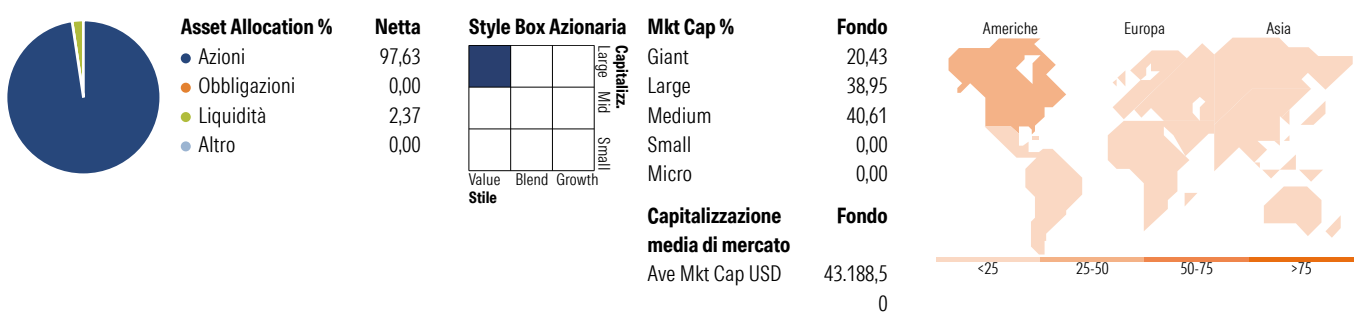 Asset Allocation % Netta
Azioni 97,63
Obbligazioni 0,00
Liquidità 2,37
Altro 0,00
Style Box Azionaria
Large Mid Small
Capitalizz.
Value Blend Growth
Stile
Mkt Cap % Fondo
Giant 20,43
Large 38,95
Medium 40,61
Small 0,00
Micro 0,00
Capitalizzazione Fondo
media di mercato
Ave Mkt Cap USD 43.188,5
0
Americhe Europa Asia
<25 25-50 50-75 >75